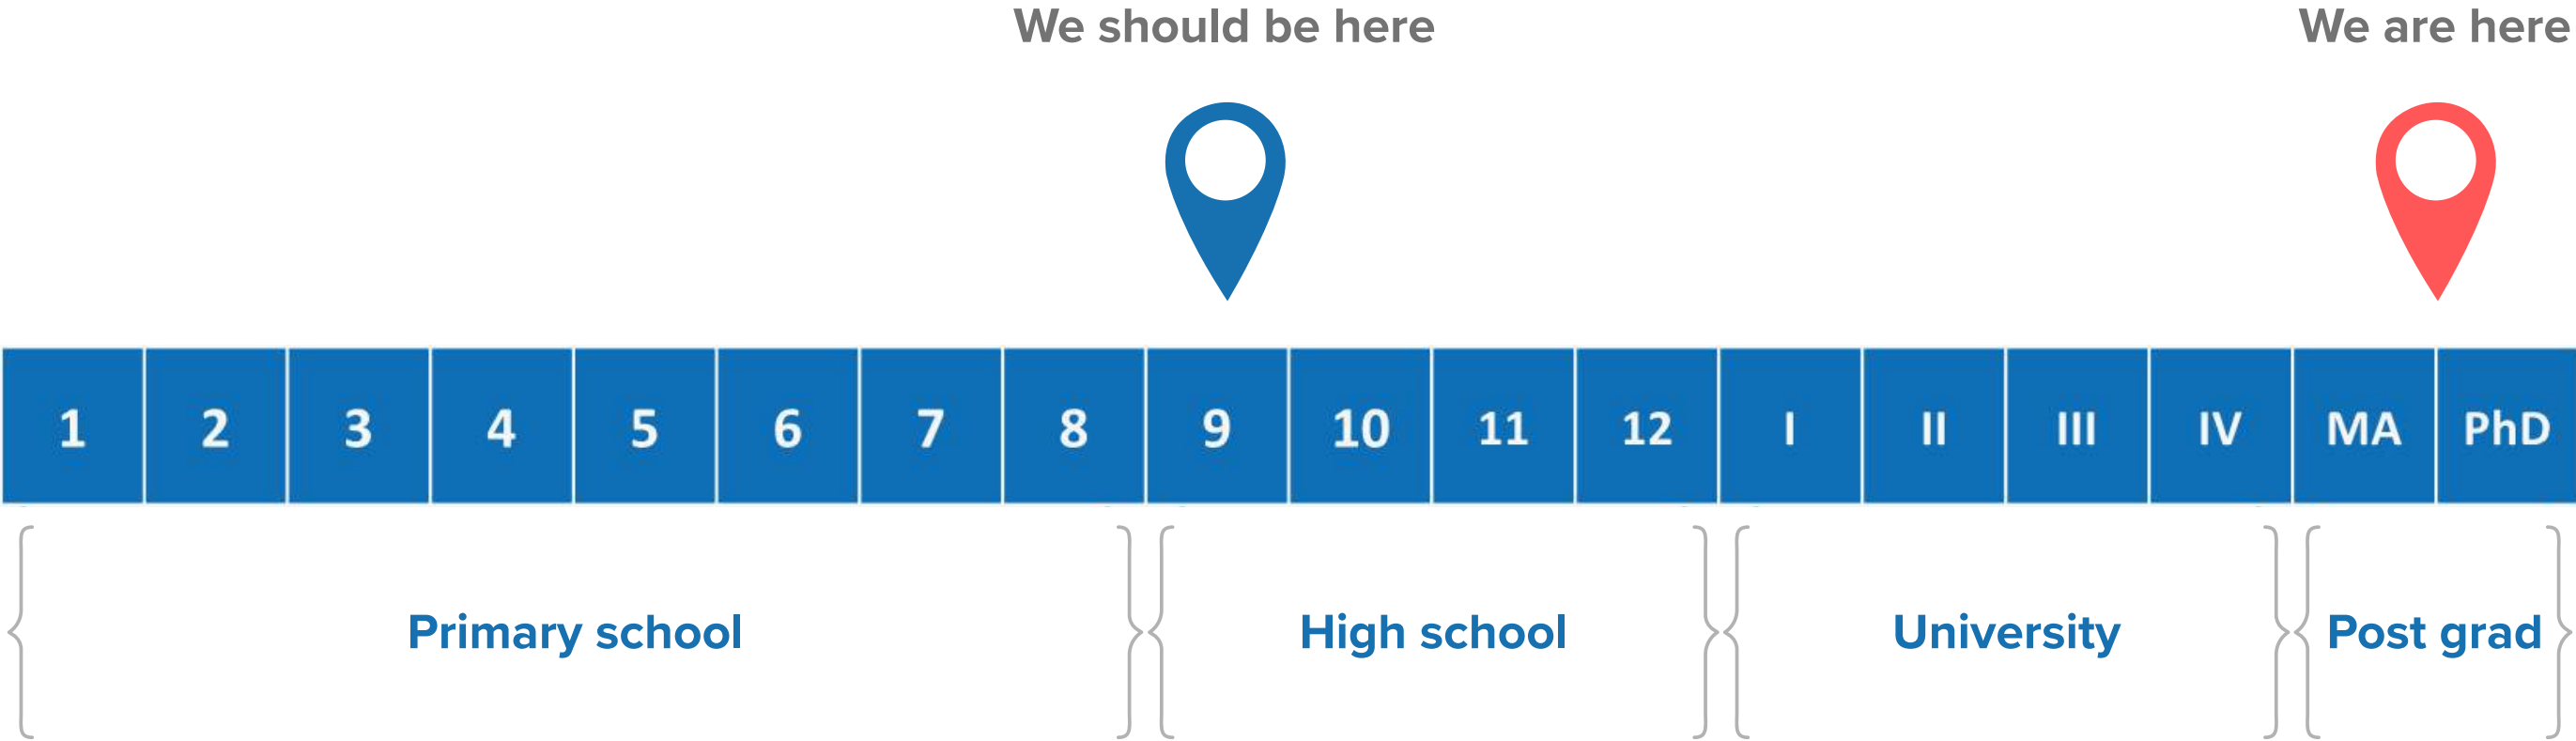 We should be here
We are here
1 2 3 4 5 6 7 8 9 10 11 12 I II III IV MA PhD
Primary school
High school
University
Post grad